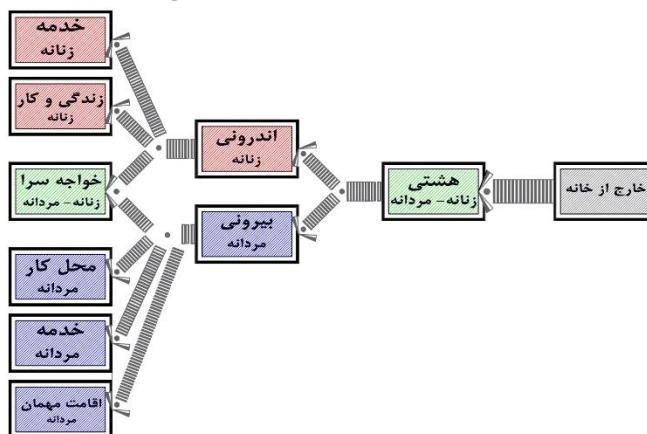 خدمه
زنانه
زندگی و کار
زنانه
خواجه سرا
زنانه - مردانه
محل کار
مردانه
خدمه
مردانه
اقامت مهمان
مردانه
اندرونی
زنانه
بیرونی
مردانه
هشتی
زنانه - مردانه
خارج از خانه